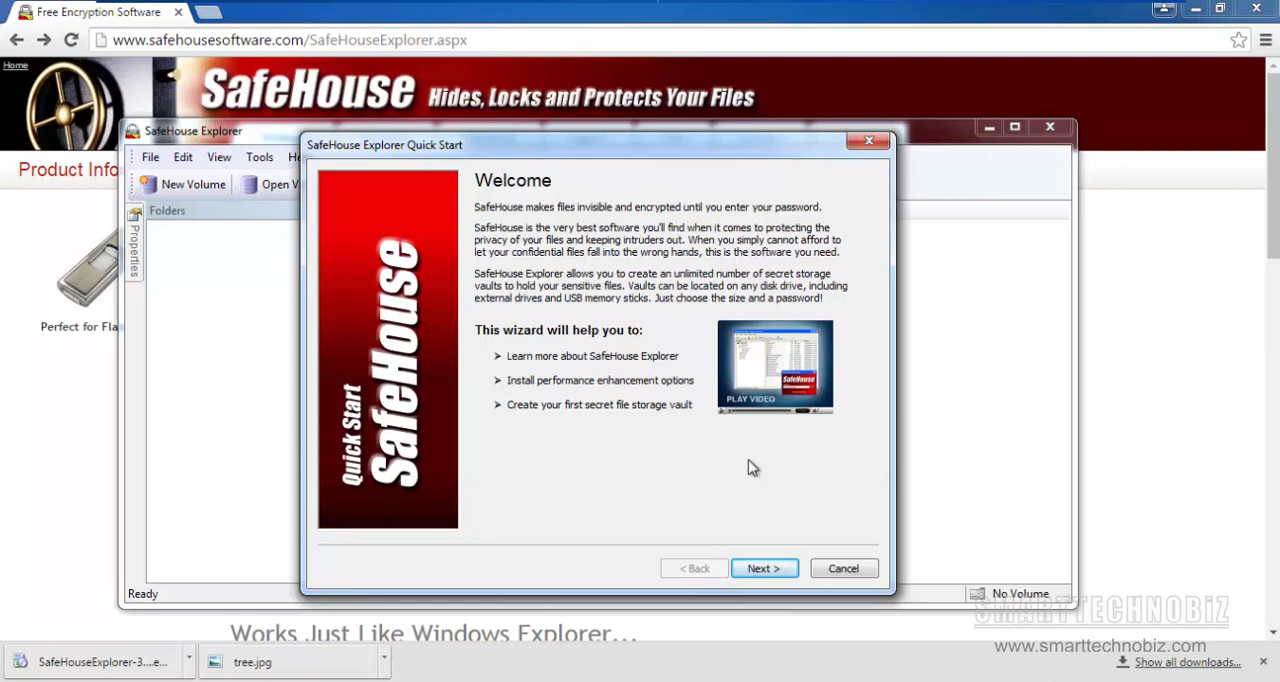 Free Encryption Software
www.safehousesoftware.com/SafeHouseExplorer.aspx
Home
SafeHouse Hides, Locks and Protects Your Files
Product Info
Perfect for Fla
SafeHouse Explorer
File Edit View Tools He
New Volume Open V
Folders
Properties
SafeHouse Explorer Quick Start
Quick Start
SafeHouse
Welcome
SafeHouse makes files invisible and encrypted until you enter your password.
SafeHouse is the very best software you'll find when it comes to protecting the
privacy of your files and keeping intruders out. When you simply cannot afford to
let your confidential files fall into the wrong hands, this is the software you need.
SafeHouse Explorer allows you to create an unlimited number of secret storage
vaults to hold your sensitive files. Vaults can be located on any disk drive, including
external drives and USB memory sticks. Just choose the size and a password!
This wizard will help you to:
➢ Learn more about SafeHouse Explorer
➢ Install performance enhancement options
➢ Create your first secret file storage vault
SafeHouse
PLAY VIDEO
< Back Next > Cancel
Ready No Volume
SMARTTECHNOBIZ
www.smarttechnobiz.com
Works Just Like Windows Explorer...
SafeHouseExplorer-3....e... tree.jpg Show all downloads...